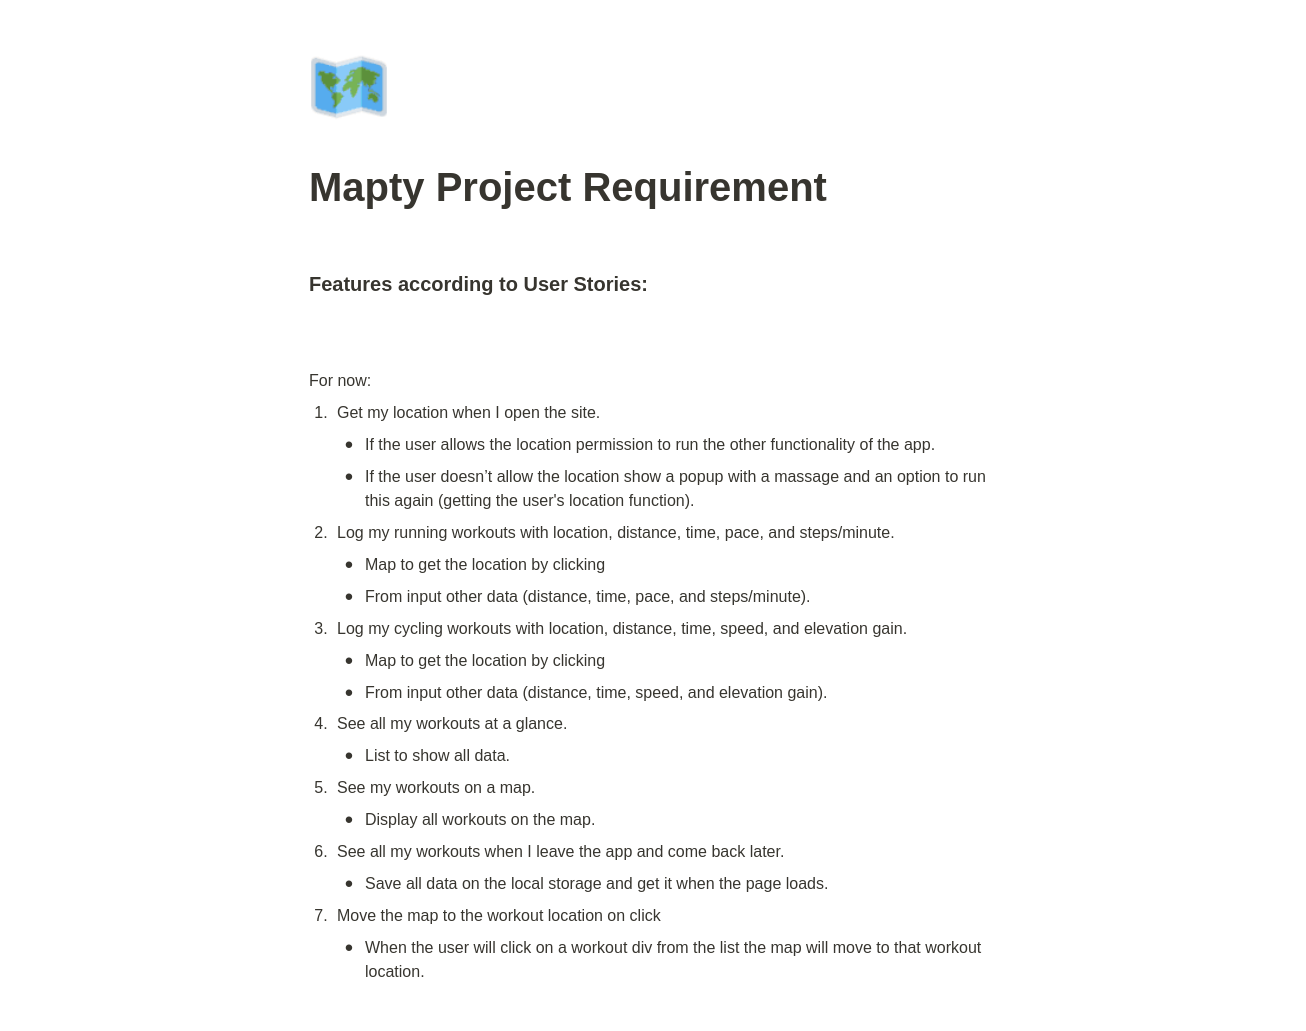 Mapty Project Requirement
Features according to User Stories:
For now:
1. Get my location when I open the site.
• If the user allows the location permission to run the other functionality of the app.
• If the user doesn’t allow the location show a popup with a massage and an option to run
this again (getting the user's location function).
2. Log my running workouts with location, distance, time, pace, and steps/minute.
• Map to get the location by clicking
• From input other data (distance, time, pace, and steps/minute).
3. Log my cycling workouts with location, distance, time, speed, and elevation gain.
• Map to get the location by clicking
• From input other data (distance, time, speed, and elevation gain).
4. See all my workouts at a glance.
• List to show all data.
5. See my workouts on a map.
• Display all workouts on the map.
6. See all my workouts when I leave the app and come back later.
• Save all data on the local storage and get it when the page loads.
7. Move the map to the workout location on click
• When the user will click on a workout div from the list the map will move to that workout
location.